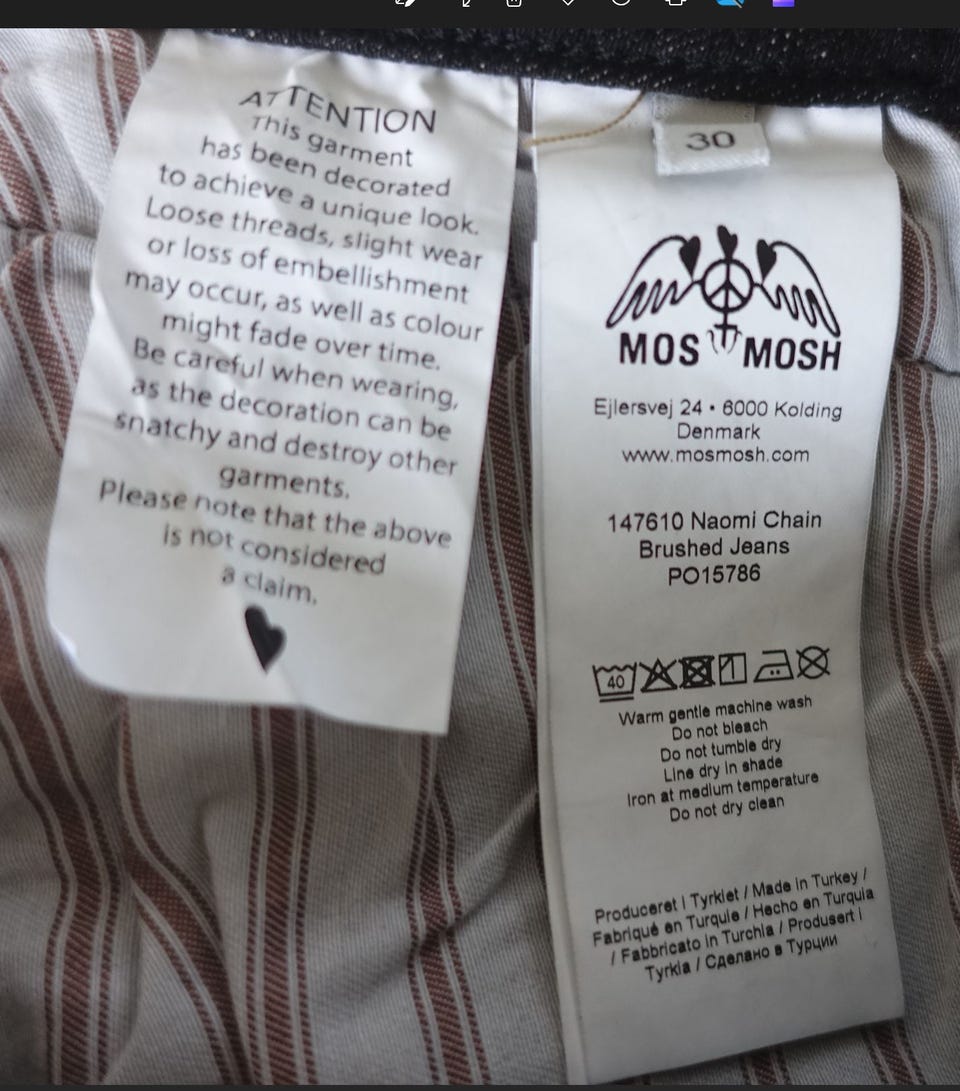 ATTENTION
This garment
has been decorated
to achieve a unique look.
Loose threads, slight wear
or loss of embellishment
may occur, as well as colour
might fade over time.
Be careful when wearing,
as the decoration can be
snatchy and destroy other
garments.
Please note that the above
is not considered
a claim.
30
MOS MOSH
Ejlersvej 24 • 6000 Kolding
Denmark
www.mosmosh.com
147610 Naomi Chain
Brushed Jeans
PO15786
40
Warm gentle machine wash
Do not bleach
Do not tumble dry
Line dry in shade
Iron at medium temperature
Do not dry clean
Produceret i Tyrkiet / Made in Turkey /
Fabriqué en Turquie / Hecho en Turquia
/ Fabbricato in Turchia / Produsert i
Tyrkia / Сделано в Турции